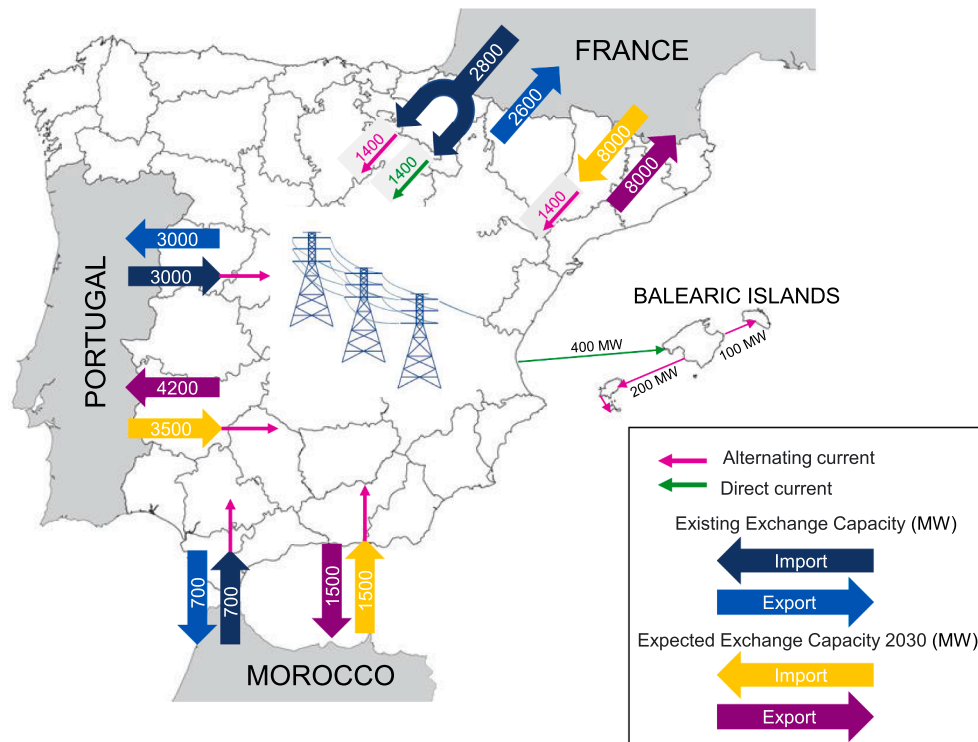 FRANCE
2800
2600
1400
1400
8000
8000
1400
PORTUGAL
3000
3000
4200
3500
BALEARIC ISLANDS
400 MW
100 MW
200 MW
700
700
1500
1500
MOROCCO
Alternating current
Direct current
Existing Exchange Capacity (MW)
Import
Export
Expected Exchange Capacity 2030 (MW)
Import
Export